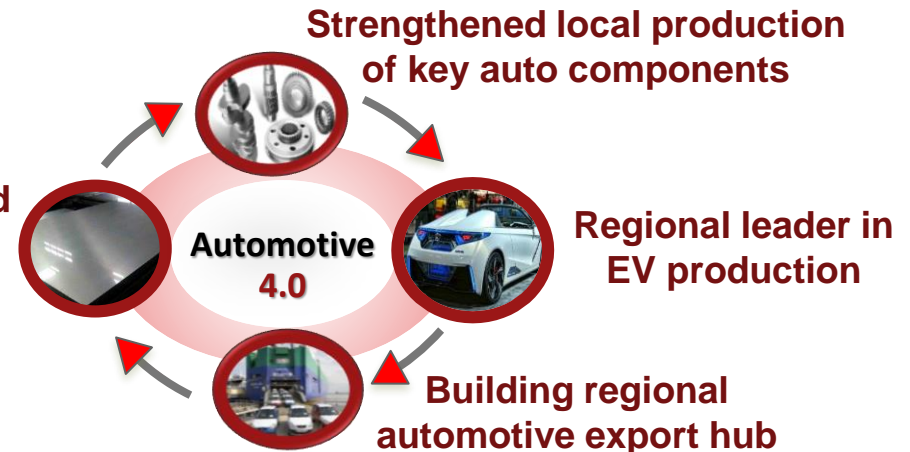 Strengthened local production
of key auto components
Automotive
4.0
Regional leader in
EV production
Building regional
automotive export hub